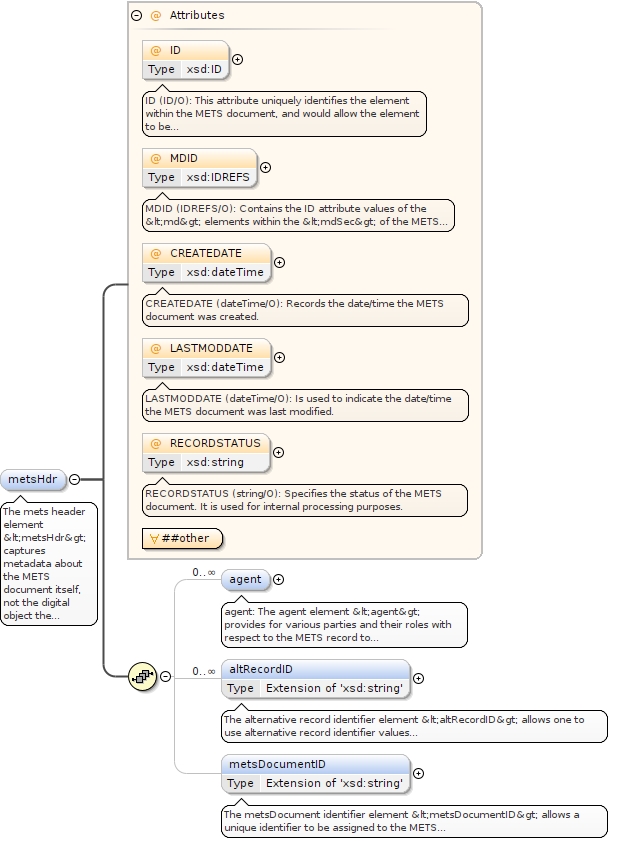 @ Attributes
@ ID
Type xsd:ID
ID (ID/O): This attribute uniquely identifies the element
within the METS document, and would allow the element
to be...
@ MDID
Type xsd:IDREFS
MDID (IDREFS/O): Contains the ID attribute values of the
&lt;md&gt; elements within the &lt;mdSec&gt; of the METS...
@ CREATEDATE
Type xsd:dateTime
CREATEDATE (dateTime/O): Records the date/time the METS
document was created.
@ LASTMODDATE
Type xsd:dateTime
LASTMODDATE (dateTime/O): Is used to indicate the date/time
the METS document was last modified.
@ RECORDSTATUS
Type xsd:string
RECORDSTATUS (string/O): Specifies the status of the METS
document. It is used for internal processing purposes.
∀ ##other
metsHdr
The mets header
element
&lt;metsHdr&gt;
captures
metadata about
the METS
document itself,
not the digital
object the...
0..∞
agent
agent: The agent element &lt;agent&gt;
provides for various parties and their roles with
respect to the METS record to...
0..∞
altRecordID
Type Extension of 'xsd:string'
The alternative record identifier element &lt;altRecordID&gt; allows one to
use alternative record identifier values...
metsDocumentID
Type Extension of 'xsd:string'
The metsDocument identifier element &lt;metsDocumentID&gt; allows a
unique identifier to be assigned to the METS...